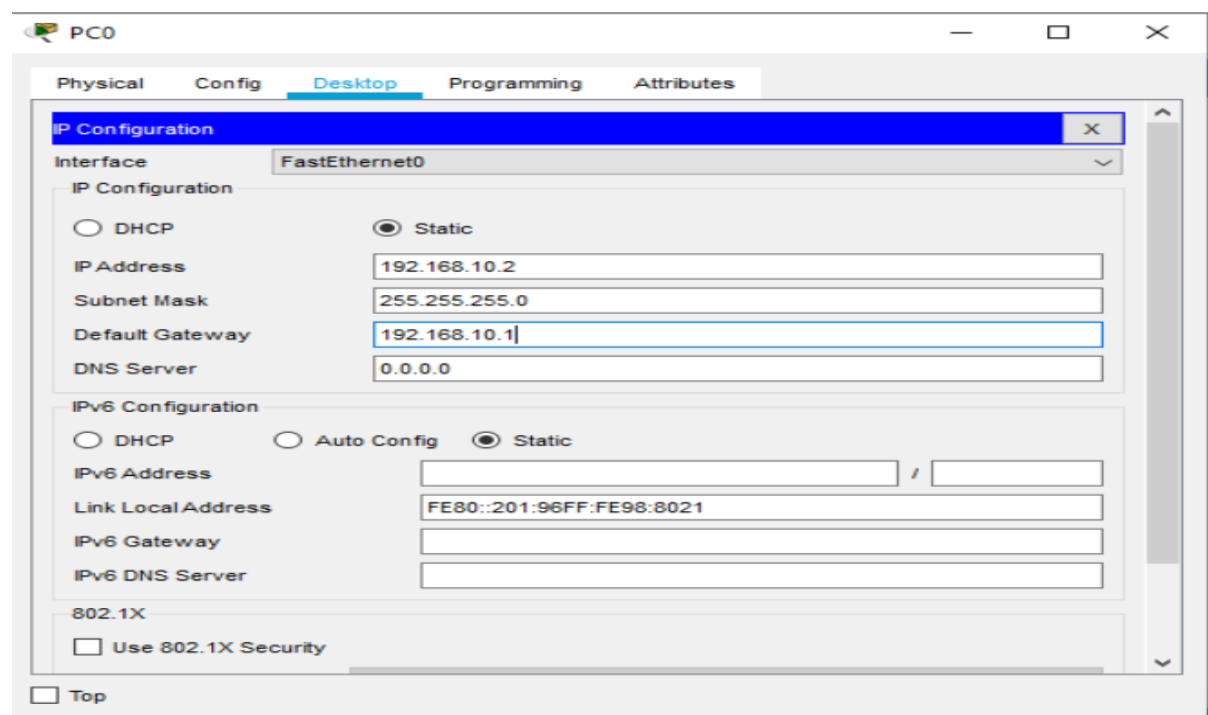 PC0
Physical Config Desktop Programming Attributes
IP Configuration X
Interface FastEthernet0
IP Configuration
DHCP Static
IP Address 192.168.10.2
Subnet Mask 255.255.255.0
Default Gateway 192.168.10.1
DNS Server 0.0.0.0
IPv6 Configuration
DHCP Auto Config Static
IPv6 Address /
Link Local Address FE80::201:96FF:FE98:8021
IPv6 Gateway
IPv6 DNS Server
802.1X
Use 802.1X Security
Top